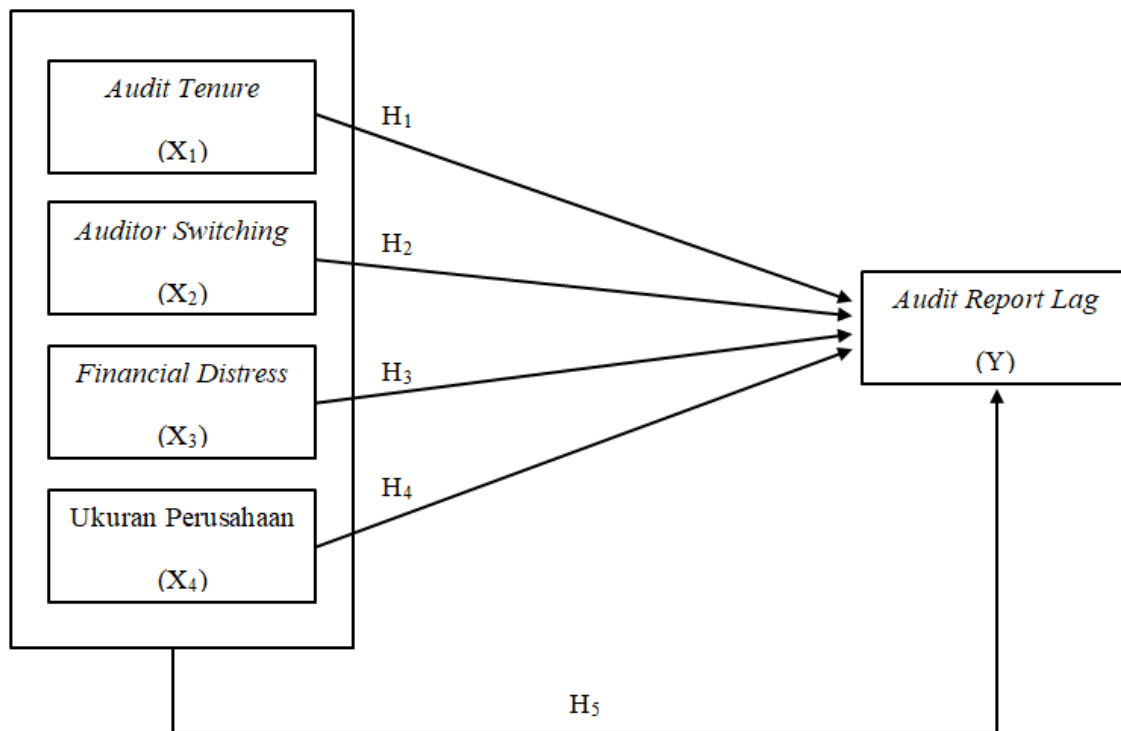 Audit Tenure
(X₁)
H₁
Auditor Switching
(X₂)
H₂
Financial Distress
(X₃)
H₃
Ukuran Perusahaan
(X₄)
H₄
Audit Report Lag
(Y)
H₅